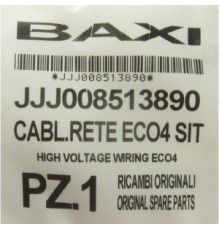 BAXI
*JJJ008513890*
JJJ008513890
CABL.RETE ECO4 SIT
HIGH VOLTAGE WIRING ECO4
PZ.1 RICAMBI ORIGINALI
ORIGINAL SPARE PARTS